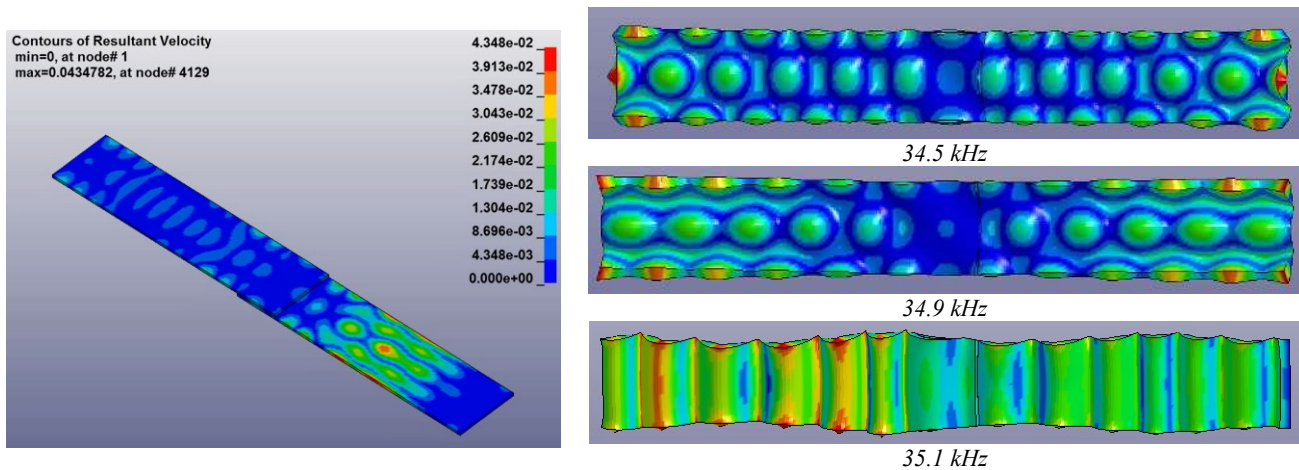 Contours of Resultant Velocity
min=0, at node# 1
max=0.0434782, at node# 4129
4.348e-02
3.913e-02
3.478e-02
3.043e-02
2.609e-02
2.174e-02
1.739e-02
1.304e-02
8.696e-03
4.348e-03
0.000e+00
34.5 kHz
34.9 kHz
35.1 kHz